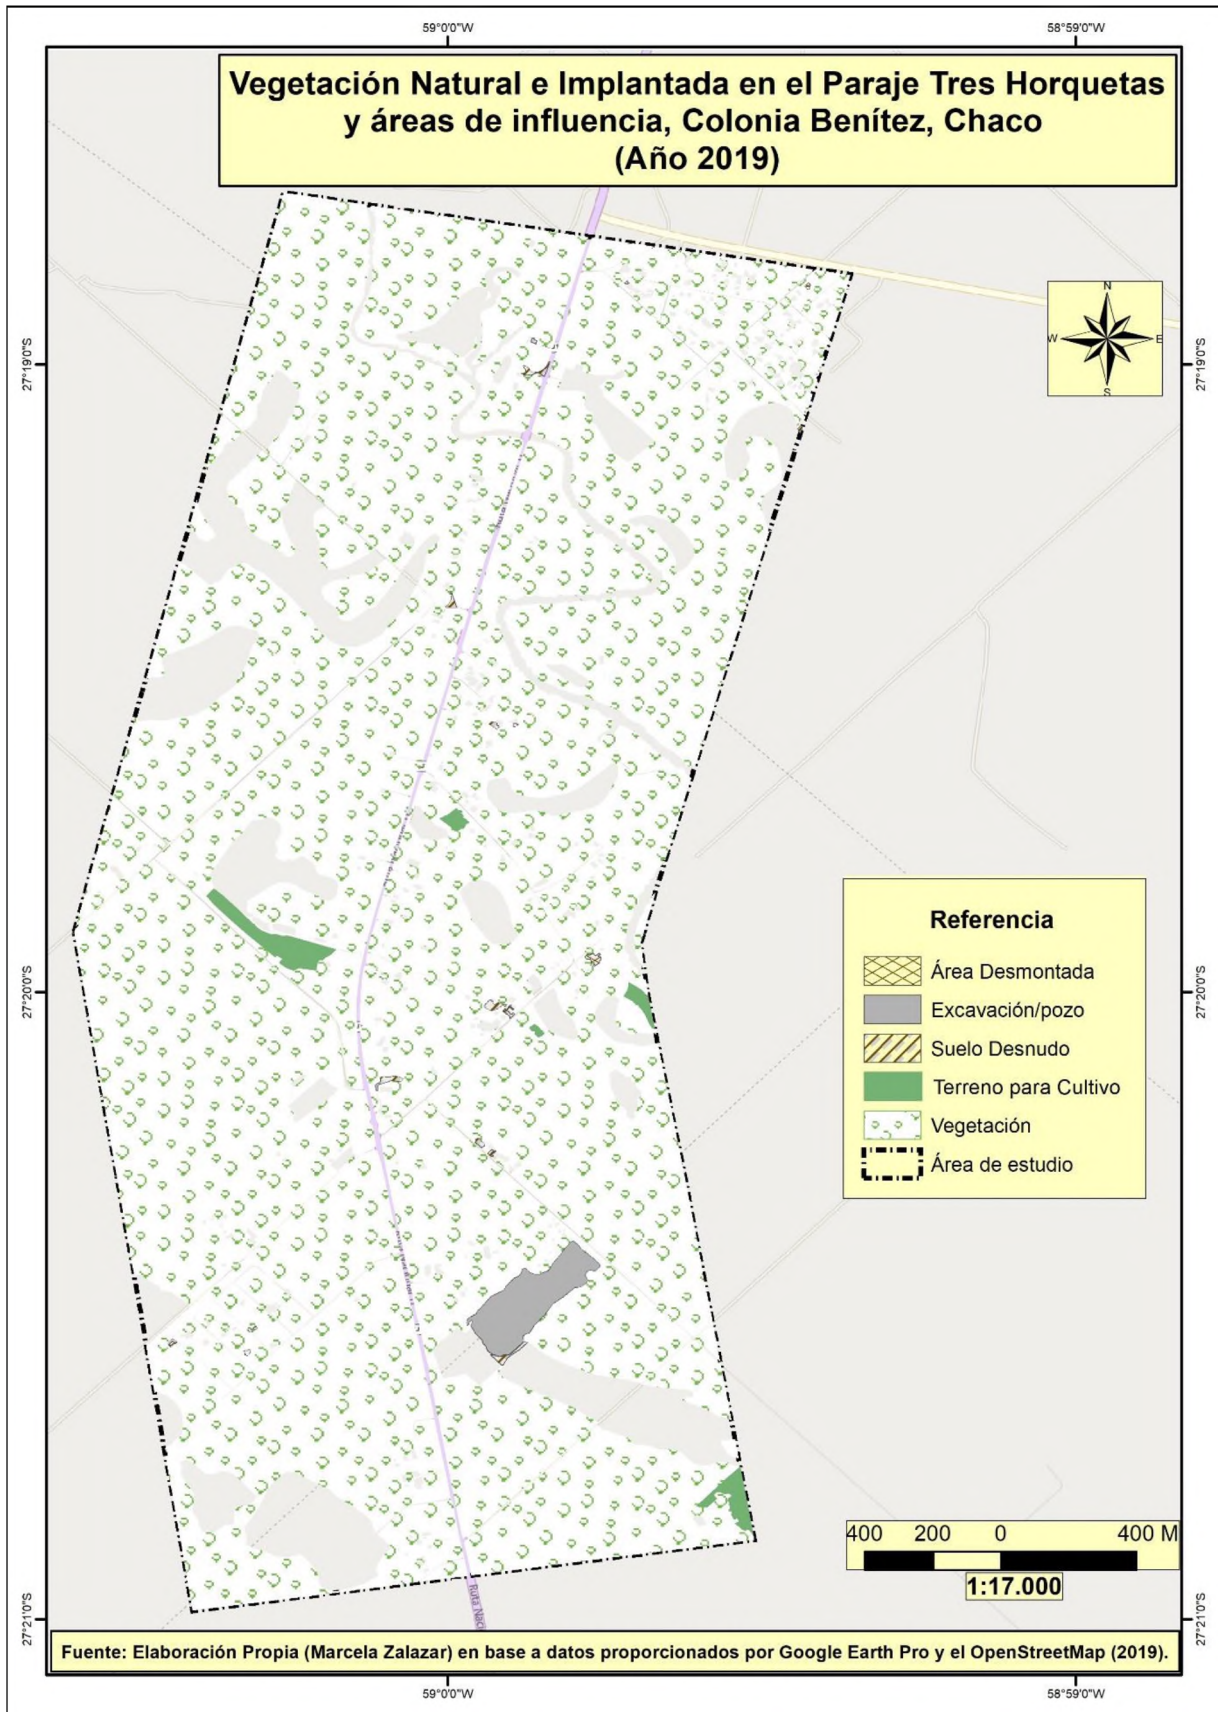 59°0'0"W
58°59'0"W
Vegetación Natural e Implantada en el Paraje Tres Horquetas
y áreas de influencia, Colonia Benítez, Chaco
(Año 2019)
N
W
E
S
27°19'0"S
27°19'0"S
Referencia
Área Desmontada
Excavación/pozo
Suelo Desnudo
Terreno para Cultivo
Vegetación
Área de estudio
27°20'0"S
27°20'0"S
400 200 0 400 M
1:17.000
Ruta Naci
27°21'0"S
27°21'0"S
Fuente: Elaboración Propia (Marcela Zalazar) en base a datos proporcionados por Google Earth Pro y el OpenStreetMap (2019).
59°0'0"W
58°59'0"W